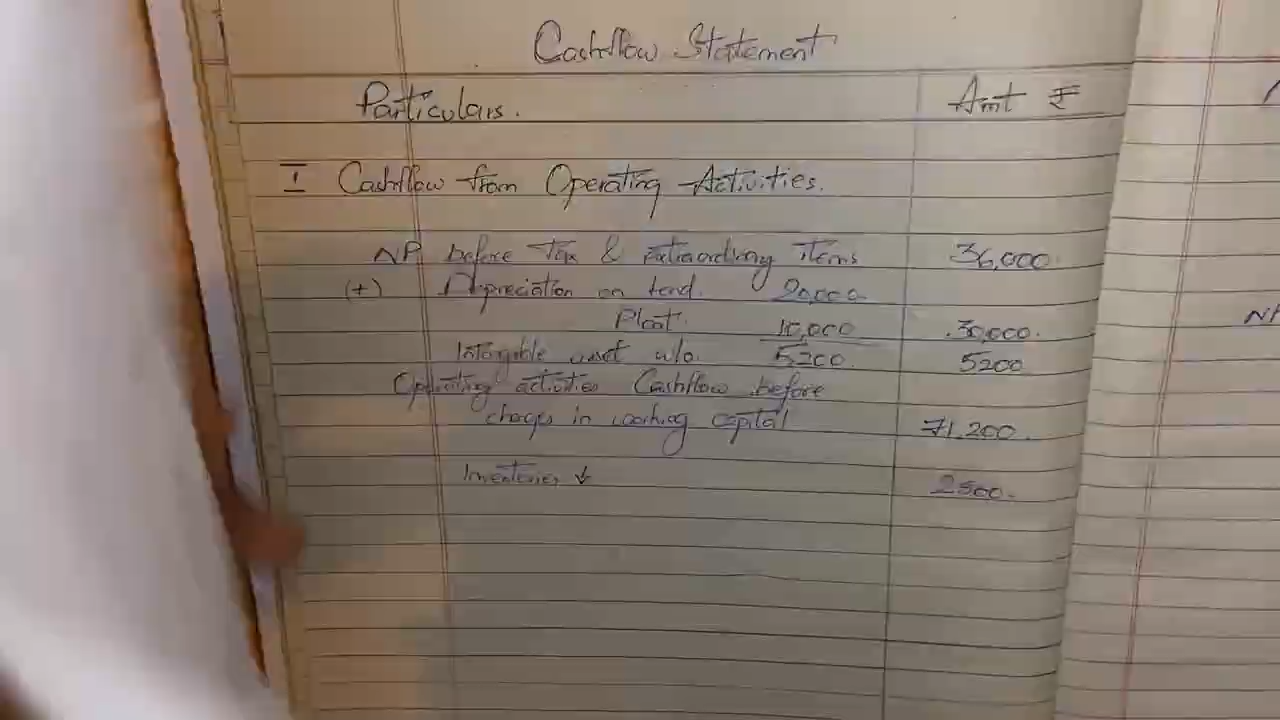 Cashflow Statement
Particulars. Amt ₹
I Cashflow from Operating Activities.
NP before Tax & extraordinary items 36,000
(+) Depreciation on land. 20,000
Plant 10,000 30,000.
Intangible asset w/o. 5200. 5200
Operating activities Cashflow before
changes in working capital 71,200.
Inventories ↓ 2500.
NP